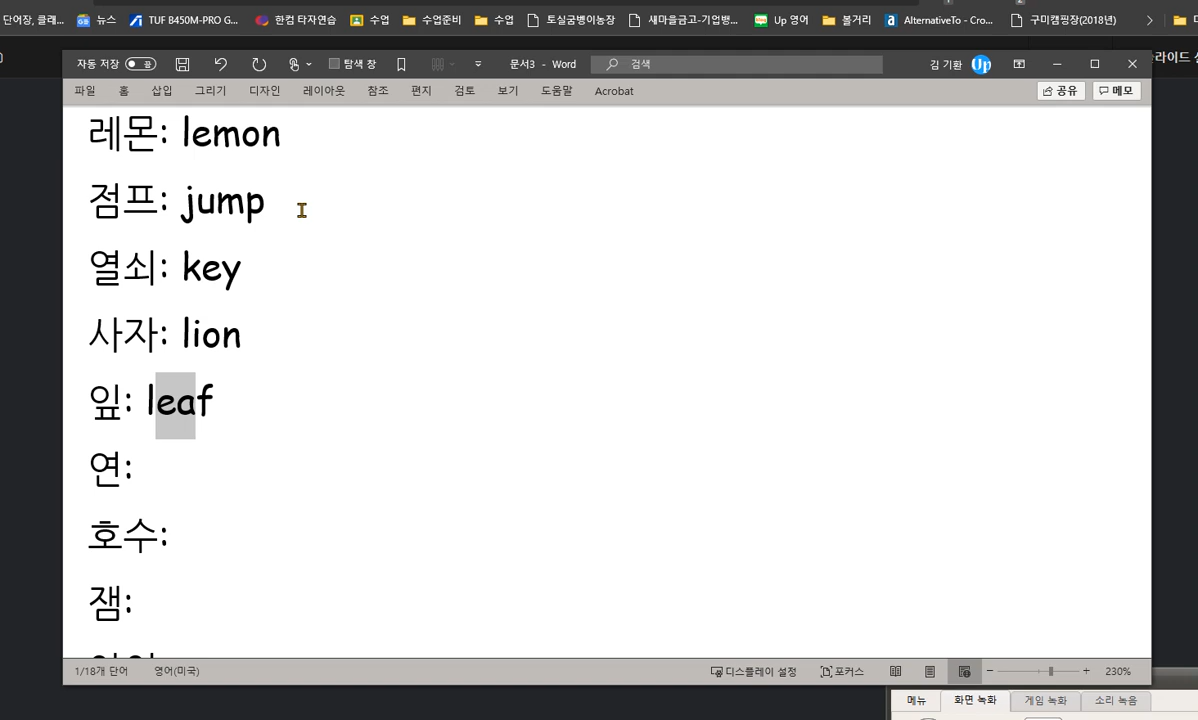 단어장, 클래... 뉴스 TUF B450M-PRO G... 한컴 타자연습 수업 수업준비 수업 토실굼벵이농장 새마을금고-기업뱅... Up 영어 볼거리 AlternativeTo - Cro... 구미캠핑장(2018년)
자동 저장 끔 탐색 창 문서3 - Word 검색 김 기환 Up
파일 홈 삽입 그리기 디자인 레이아웃 참조 편지 검토 보기 도움말 Acrobat 공유 메모
레몬: lemon
점프: jump
열쇠: key
사자: lion
잎: leaf
연:
호수:
잼:
1/18개 단어 영어(미국) 디스플레이 설정 포커스 230%
메뉴 화면 녹화 게임 녹화 소리 녹음